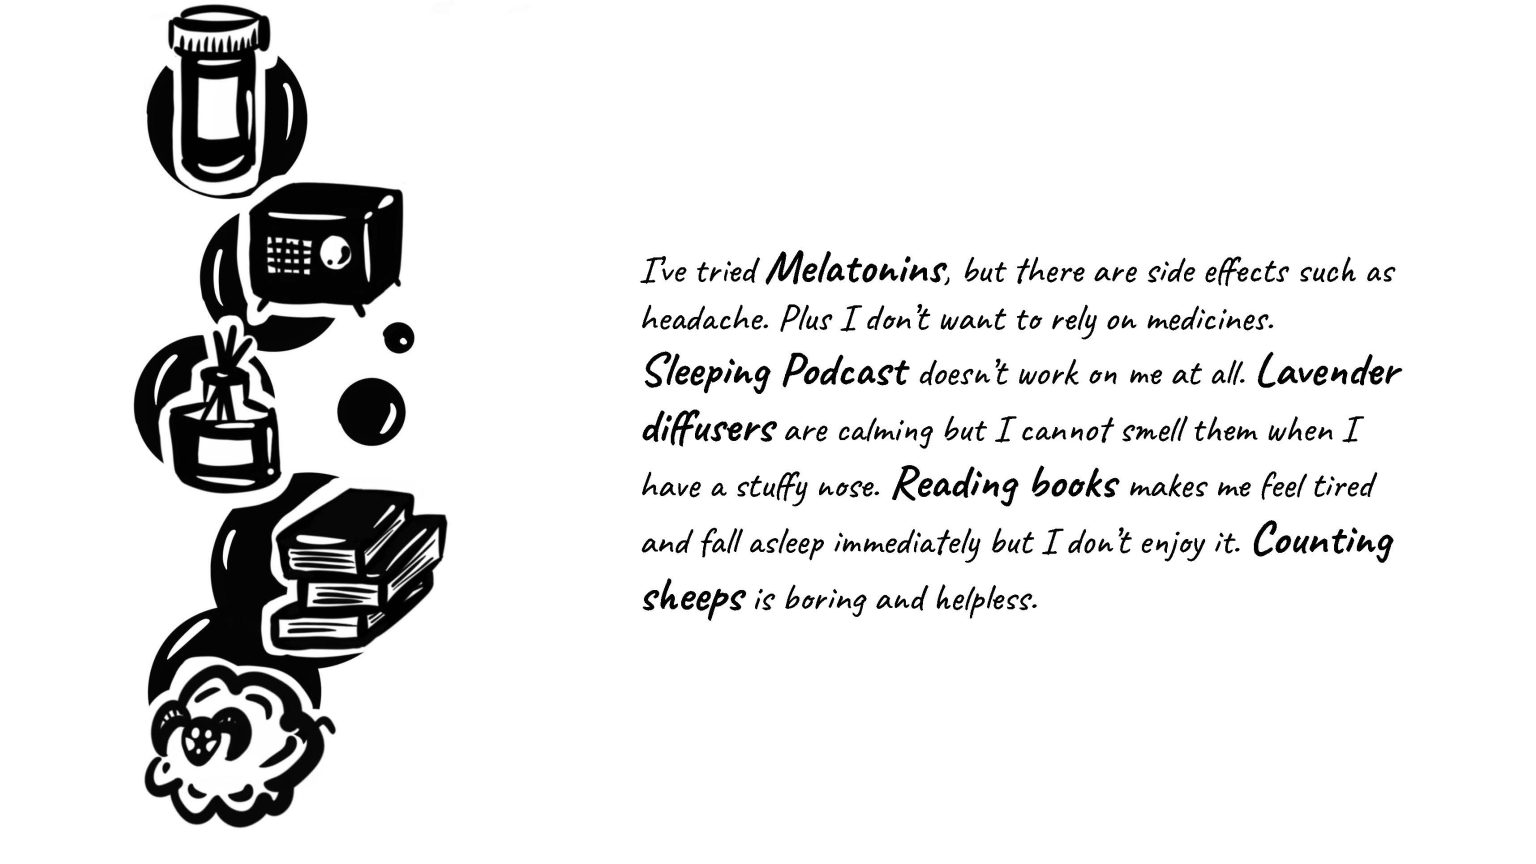 I've tried Melatonins, but there are side effects such as
headache. Plus I don't want to rely on medicines.
Sleeping Podcast doesn't work on me at all. Lavender
diffusers are calming but I cannot smell them when I
have a stuffy nose. Reading books makes me feel tired
and fall asleep immediately but I don't enjoy it. Counting
sheeps is boring and helpless.